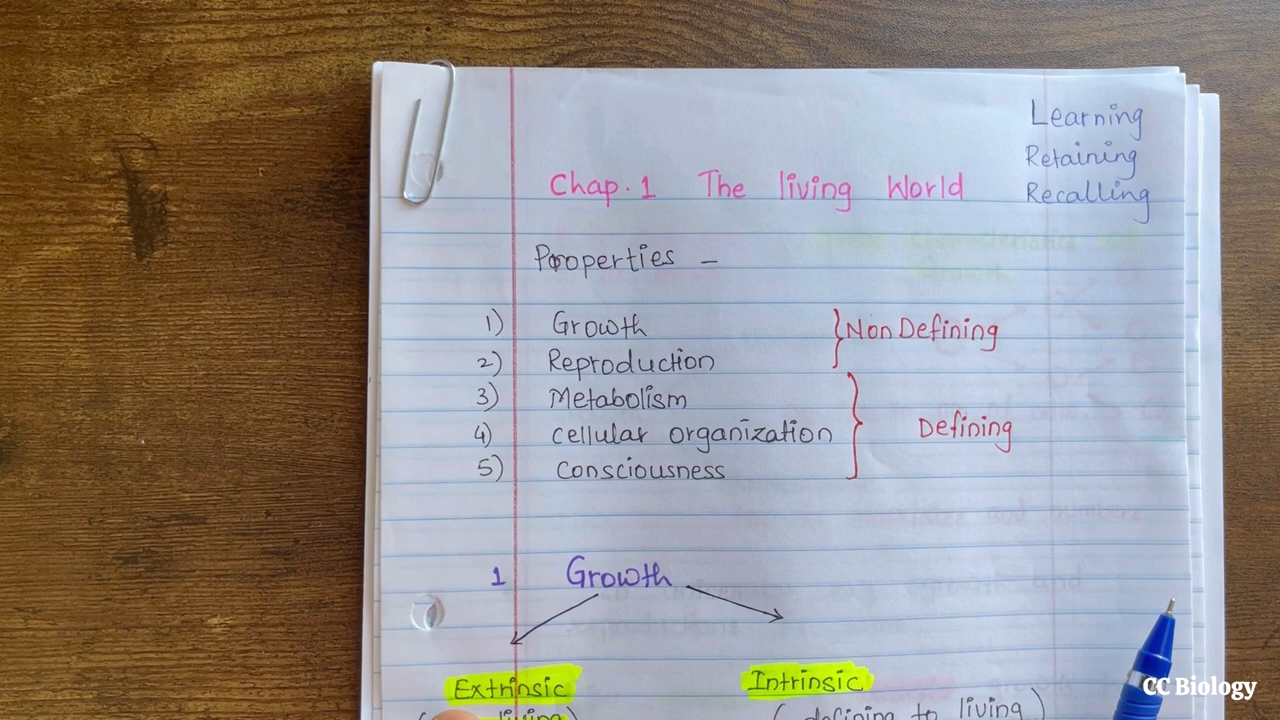 Learning
Retaining
Recalling
Chap. 1 The living World
Properties -
1) Growth } Non Defining
2) Reproduction
3) Metabolism
4) cellular organization } Defining
5) Consciousness
1 Growth
Extrinsic Intrinsic
living) ( defining to living )
CC Biology